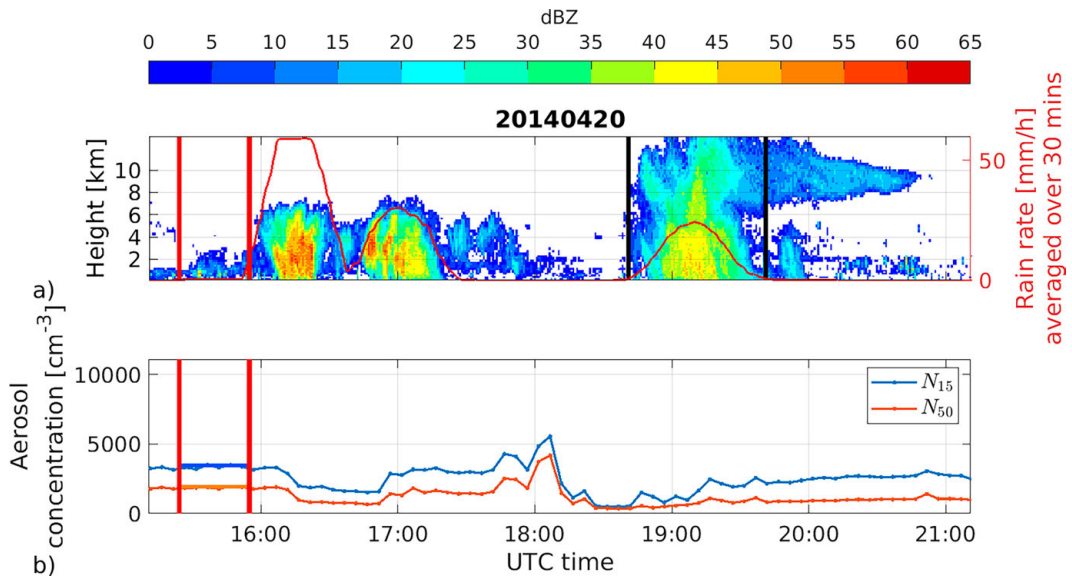 dBZ
0 5 10 15 20 25 30 38 40 45 50 55 60 65
20140420
Height [km]
10
8
6
4
2
50
0
Rain rate [mm/h]
averaged over 30 mins
a)
Aerosol
concentration [cm-3]
10000
5000
0
N15
N50
16:00 17:00 18:00 19:00 20:00 21:00
UTC time
b)